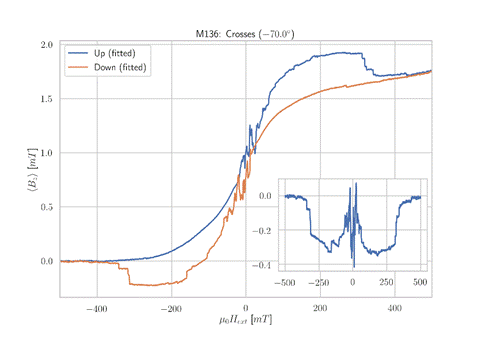 M136: Crosses (−70.0°)
Up (fitted)
Down (fitted)
2.0
1.5
1.0
0.5
0.0
⟨B_z⟩ [mT]
−400 −200 0 200 400
μ₀H_ext [mT]
0.0
−0.2
−0.4
−500 −250 0 250 500